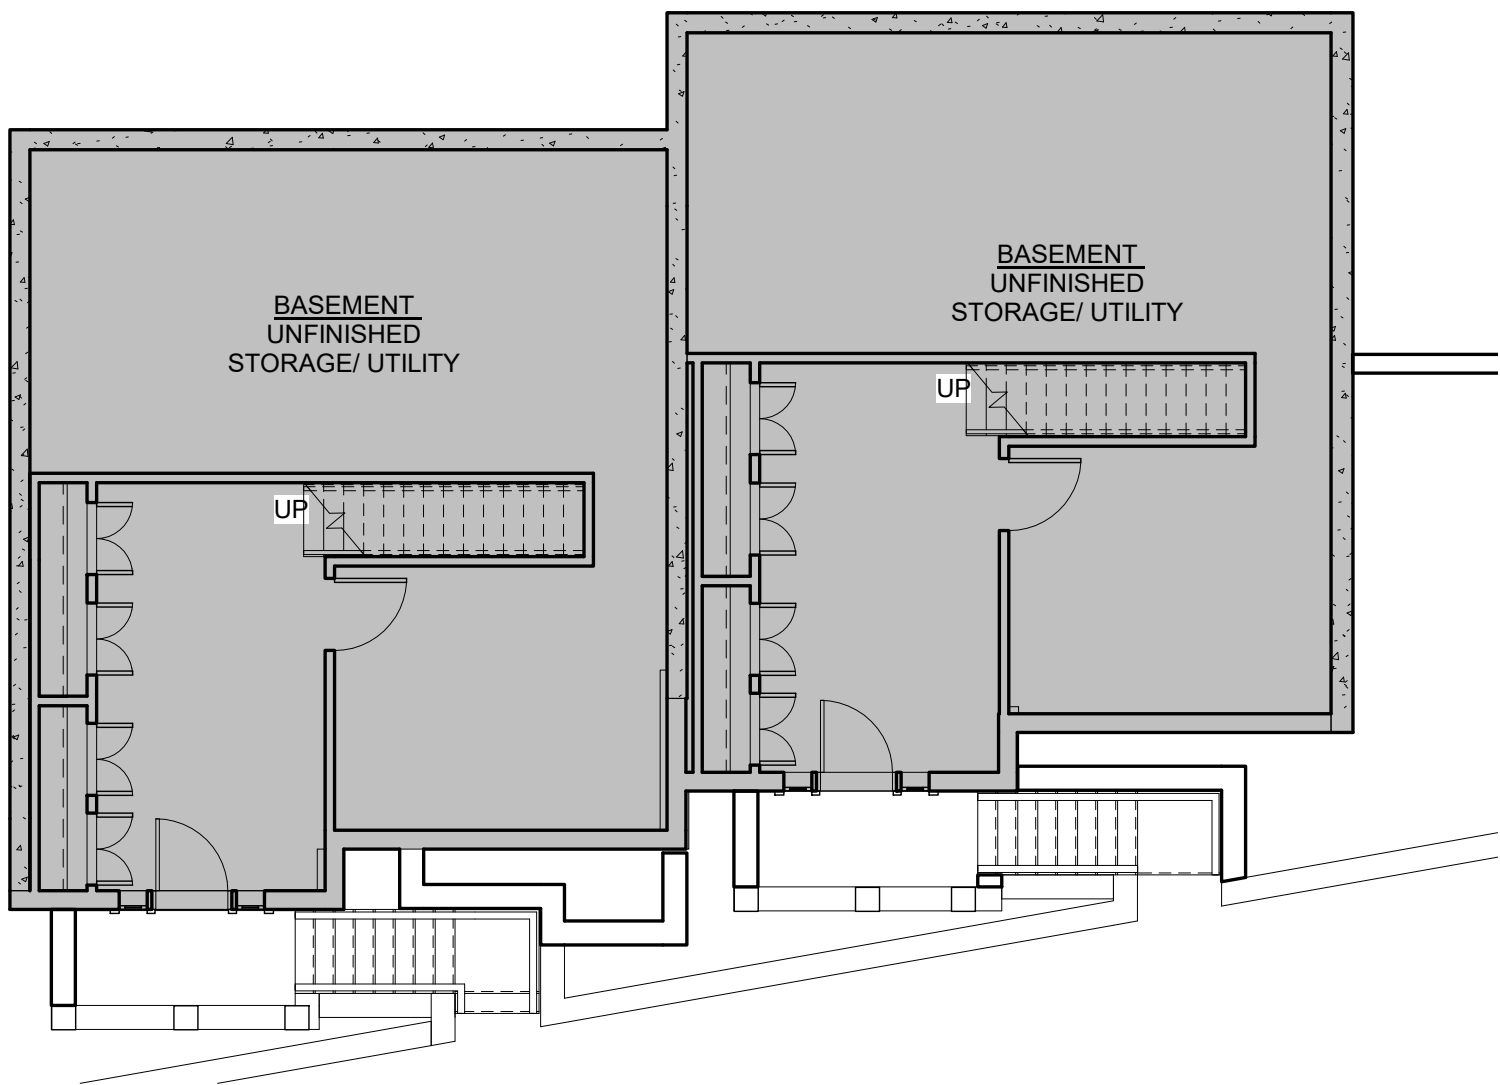 BASEMENT
UNFINISHED
STORAGE/ UTILITY
UP
BASEMENT
UNFINISHED
STORAGE/ UTILITY
UP